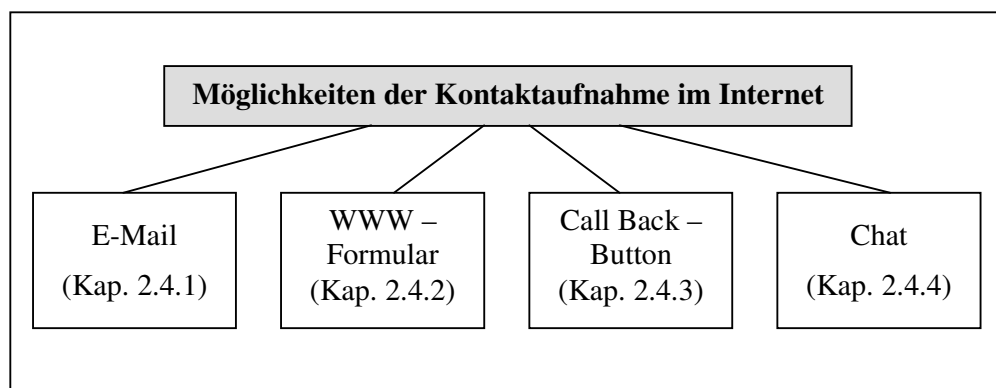 Möglichkeiten der Kontaktaufnahme im Internet
E-Mail
(Kap. 2.4.1)
WWW –
Formular
(Kap. 2.4.2)
Call Back –
Button
(Kap. 2.4.3)
Chat
(Kap. 2.4.4)